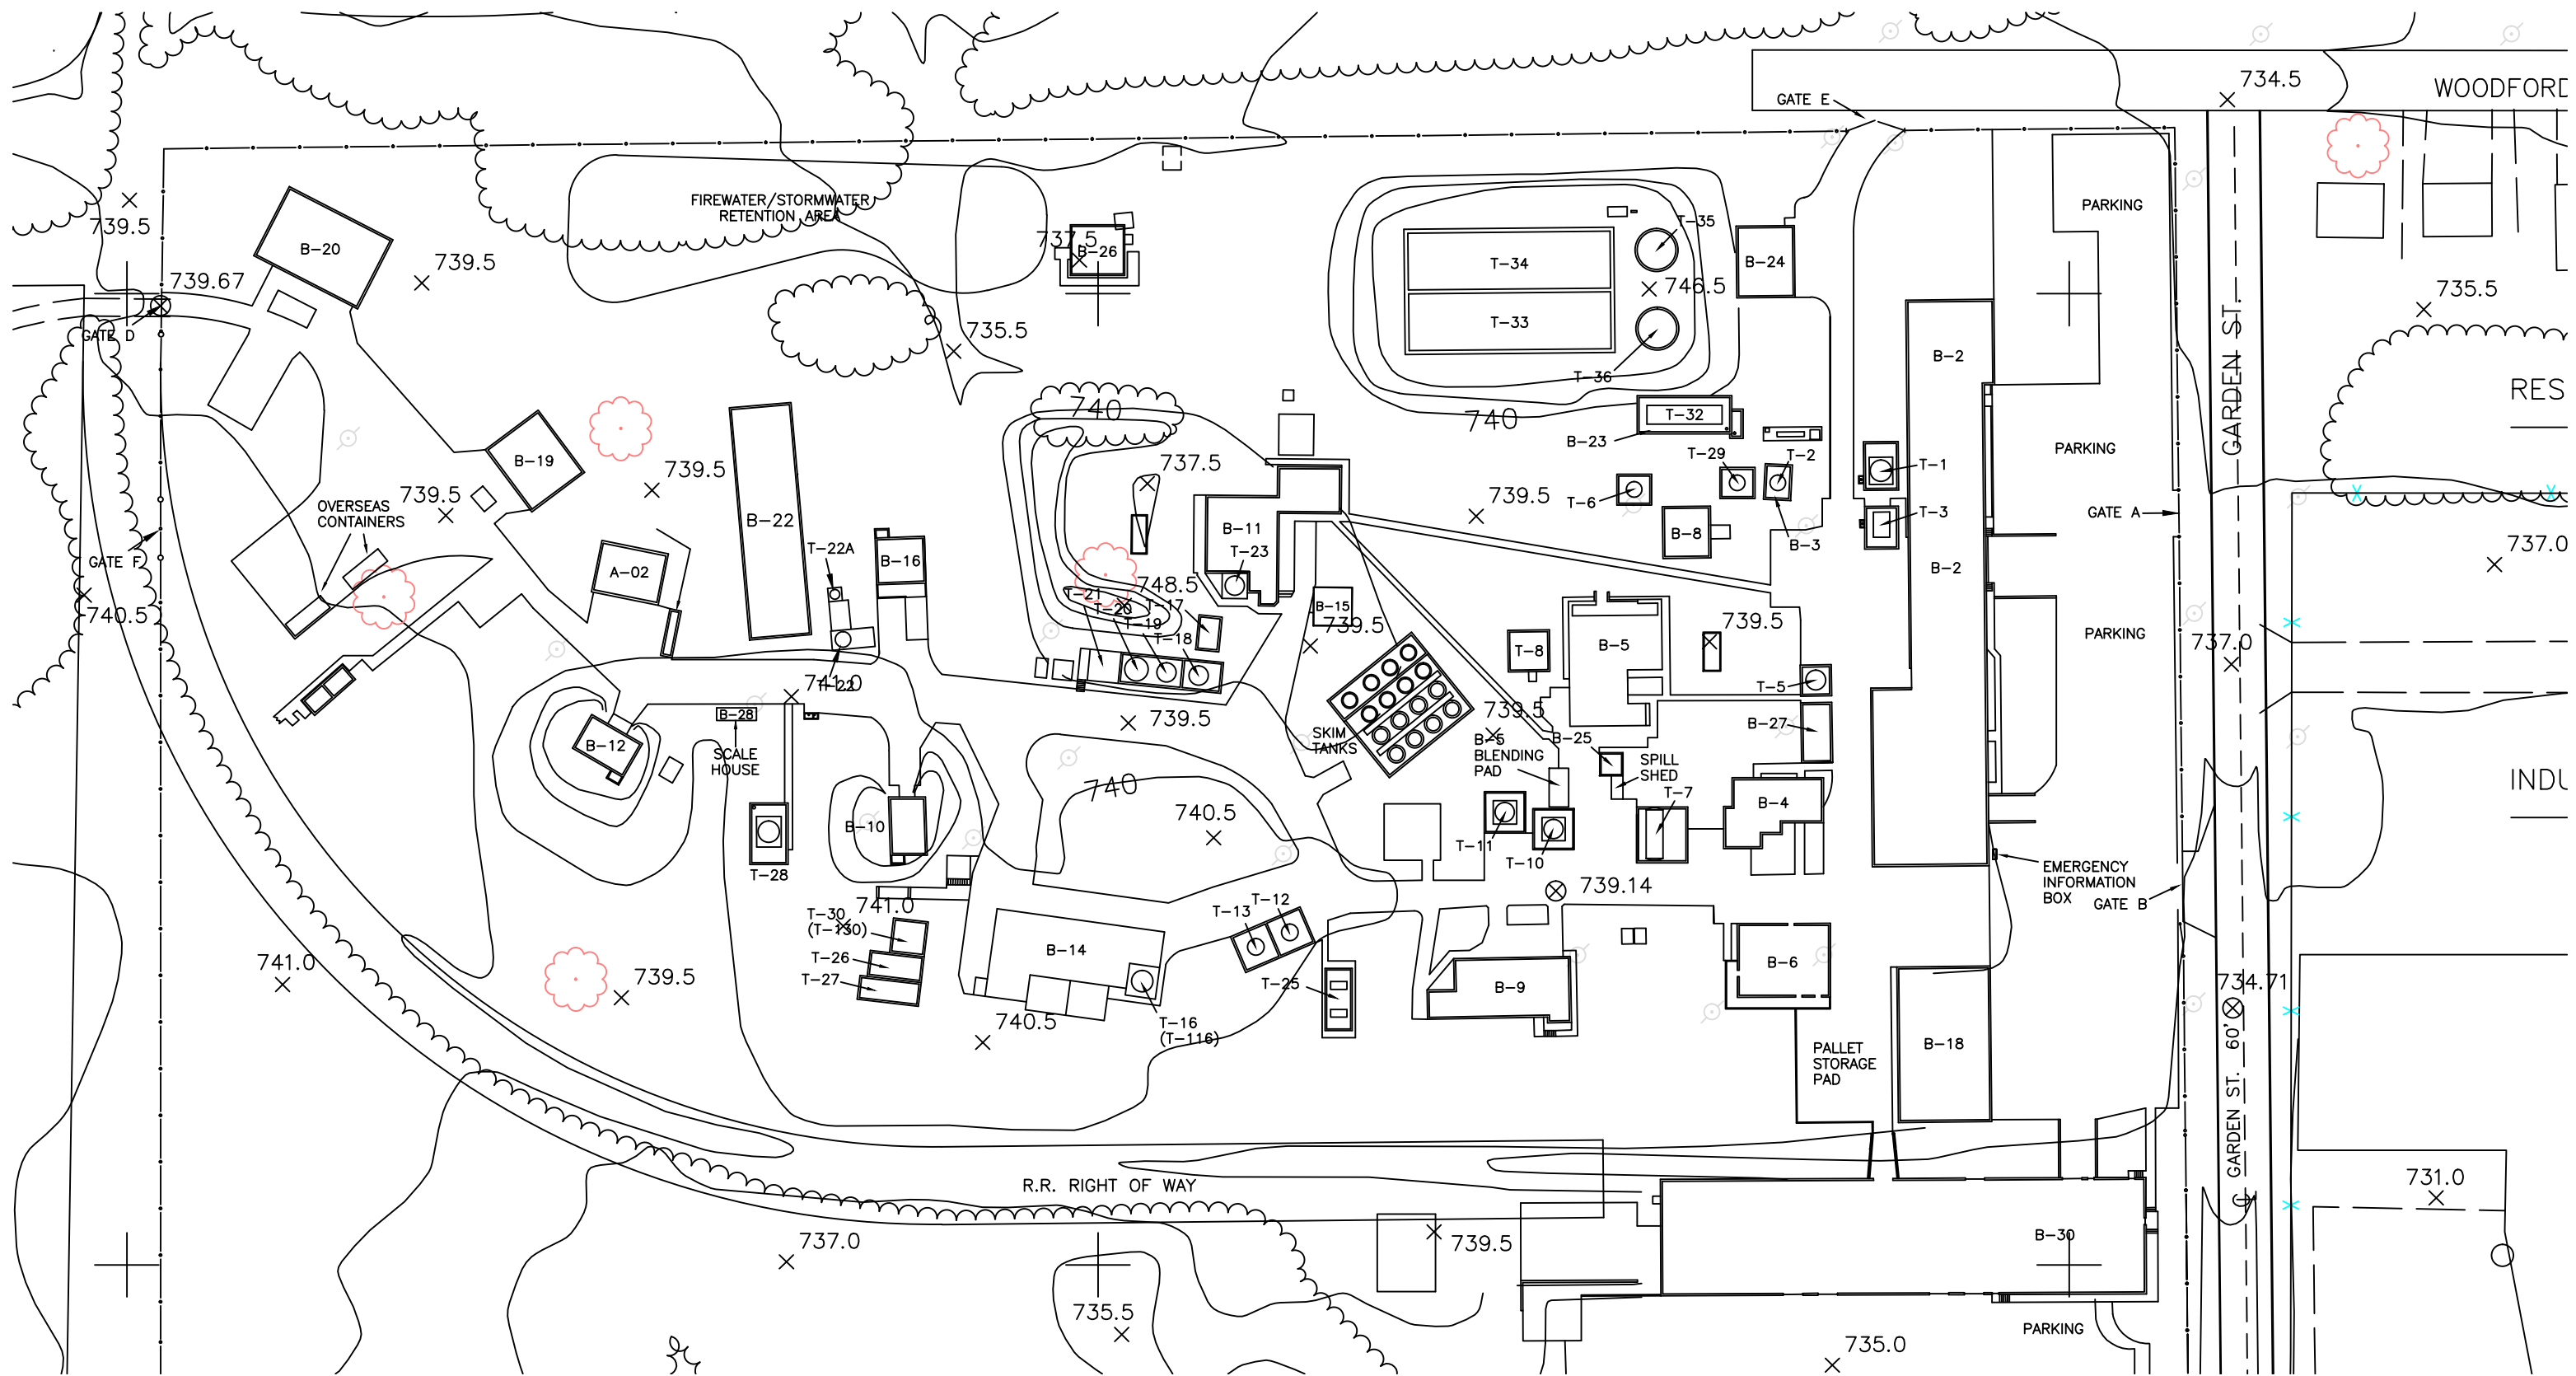 GATE E
734.5
WOODFORD
FIREWATER/STORMWATER
RETENTION AREA
PARKING
739.5
B-20
739.5
739.67
GATE D
737.5
B-26
735.5
T-35
T-34
T-33
746.5
T-36
B-24
B-2
GARDEN ST.
735.5
RES
740
740
T-32
B-23
B-19
739.5
739.5
OVERSEAS
CONTAINERS
GATE F
740.5
B-22
T-22A
B-16
A-02
737.5
B-11
T-23
739.5
T-29
T-2
T-6
B-8
B-3
T-1
T-3
PARKING
GATE A
737.0
B-2
748.5
T-21
T-20
T-17
T-19
T-18
B-15
739.5
T-8
B-5
739.5
PARKING
737.0
T-22
741.0
T-5
B-28
B-12
SCALE
HOUSE
739.5
SKIM
TANKS
739.5
B-5
BLENDING
PAD
B-25
SPILL
SHED
B-27
INDU
740
740.5
B-10
T-28
T-7
B-4
T-11
T-10
EMERGENCY
INFORMATION
BOX
GATE B
739.14
741.0
T-30
(T-130)
T-26
T-27
B-14
T-13
T-12
T-25
B-9
B-6
741.0
739.5
740.5
T-16
(T-116)
734.71
B-18
PALLET
STORAGE
PAD
GARDEN ST. 60'
R.R. RIGHT OF WAY
731.0
737.0
739.5
B-30
735.5
PARKING
735.0